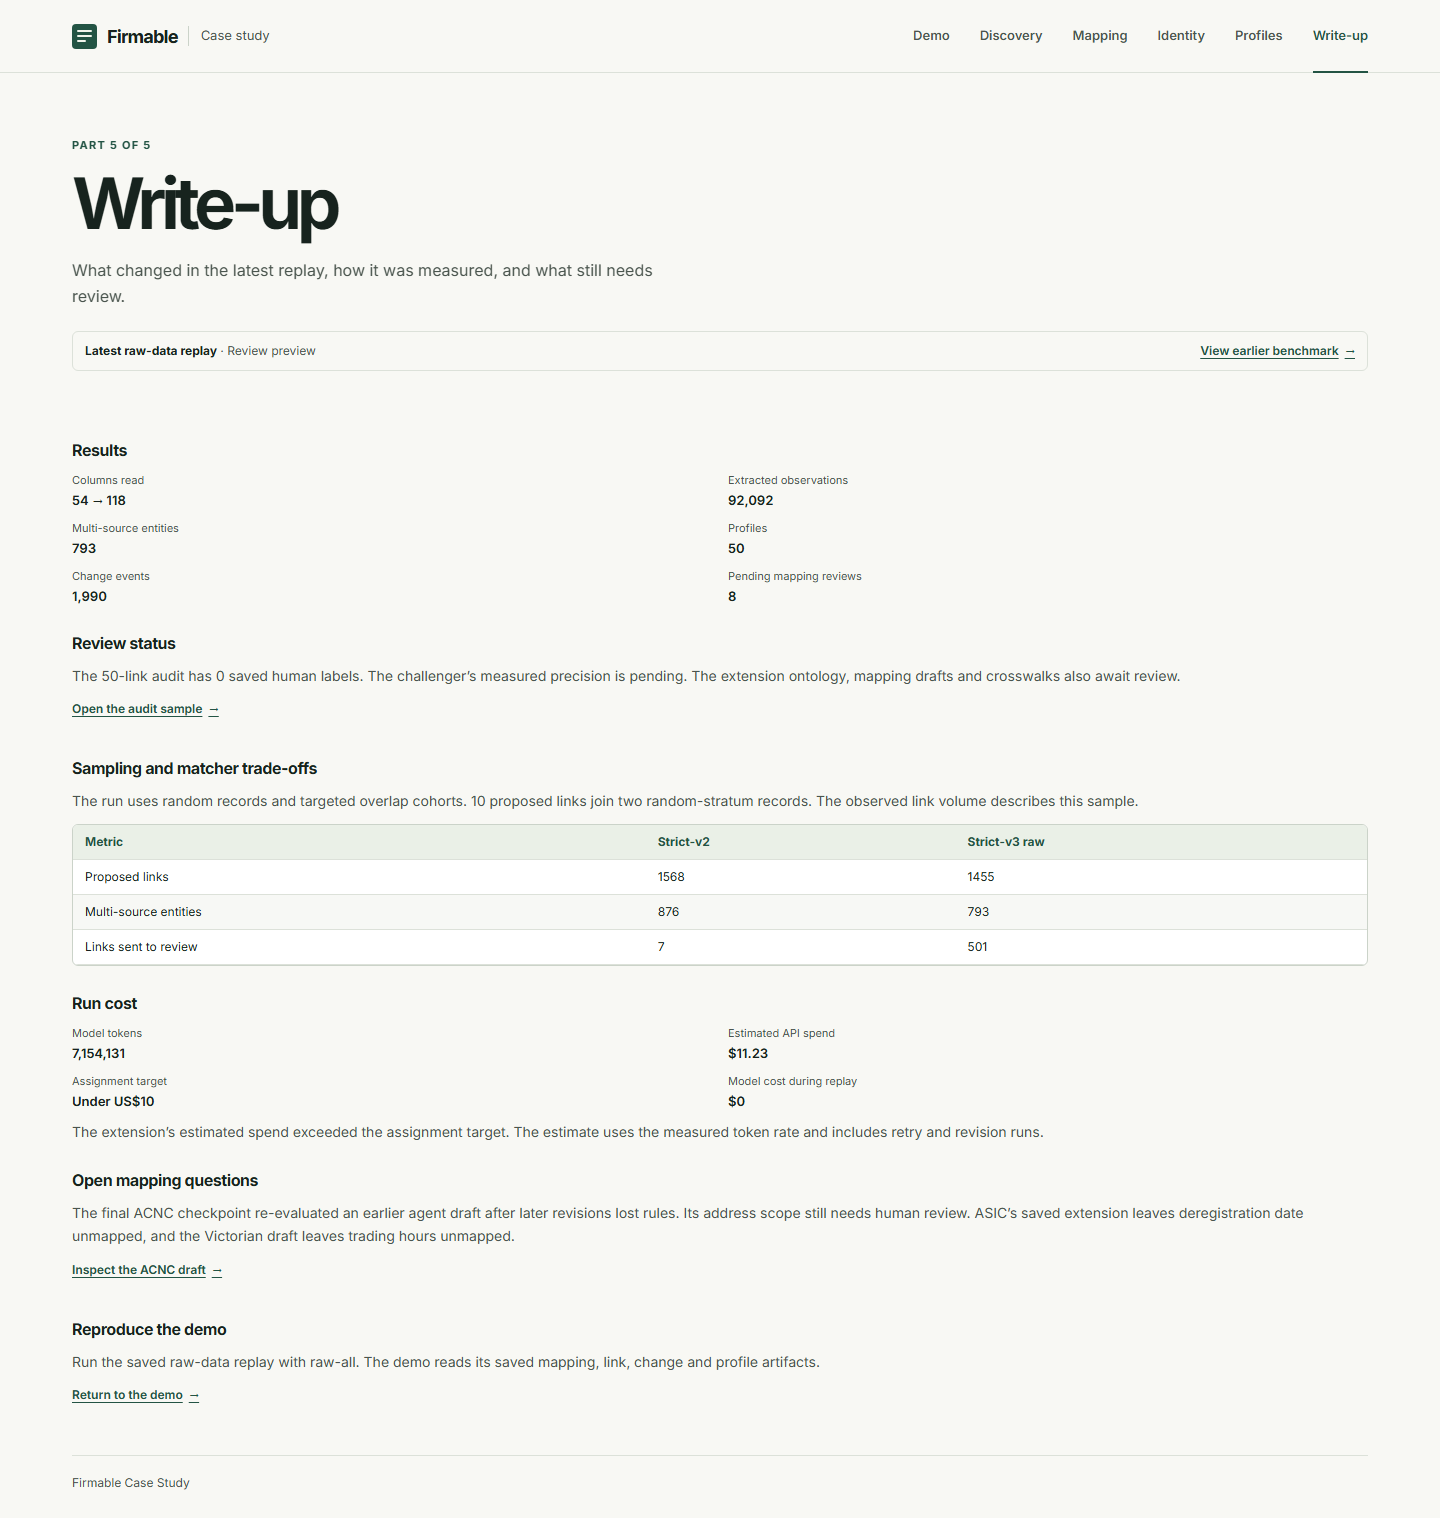 Firmable
Case study
Demo
Discovery
Mapping
Identity
Profiles
Write-up
PART 5 OF 5
Write-up
What changed in the latest replay, how it was measured, and what still needs
review.
Latest raw-data replay · Review preview
View earlier benchmark →
Results
Columns read
54 → 118
Extracted observations
92,092
Multi-source entities
793
Profiles
50
Change events
1,990
Pending mapping reviews
8
Review status
The 50-link audit has 0 saved human labels. The challenger’s measured precision is pending. The extension ontology, mapping drafts and crosswalks also await review.
Open the audit sample →
Sampling and matcher trade-offs
The run uses random records and targeted overlap cohorts. 10 proposed links join two random-stratum records. The observed link volume describes this sample.
Metric Strict-v2 Strict-v3 raw
Proposed links 1568 1455
Multi-source entities 876 793
Links sent to review 7 501
Run cost
Model tokens
7,154,131
Estimated API spend
$11.23
Assignment target
Under US$10
Model cost during replay
$0
The extension’s estimated spend exceeded the assignment target. The estimate uses the measured token rate and includes retry and revision runs.
Open mapping questions
The final ACNC checkpoint re-evaluated an earlier agent draft after later revisions lost rules. Its address scope still needs human review. ASIC’s saved extension leaves deregistration date
unmapped, and the Victorian draft leaves trading hours unmapped.
Inspect the ACNC draft →
Reproduce the demo
Run the saved raw-data replay with raw-all. The demo reads its saved mapping, link, change and profile artifacts.
Return to the demo →
Firmable Case Study